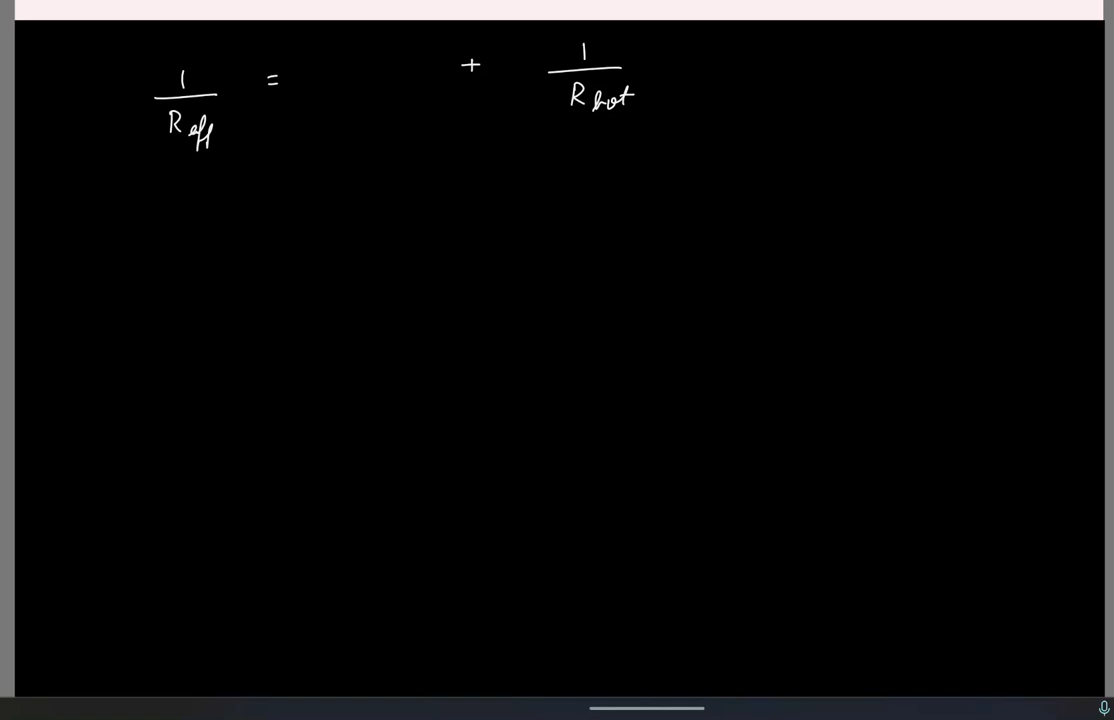 1/R_eff = + 1/R_bot